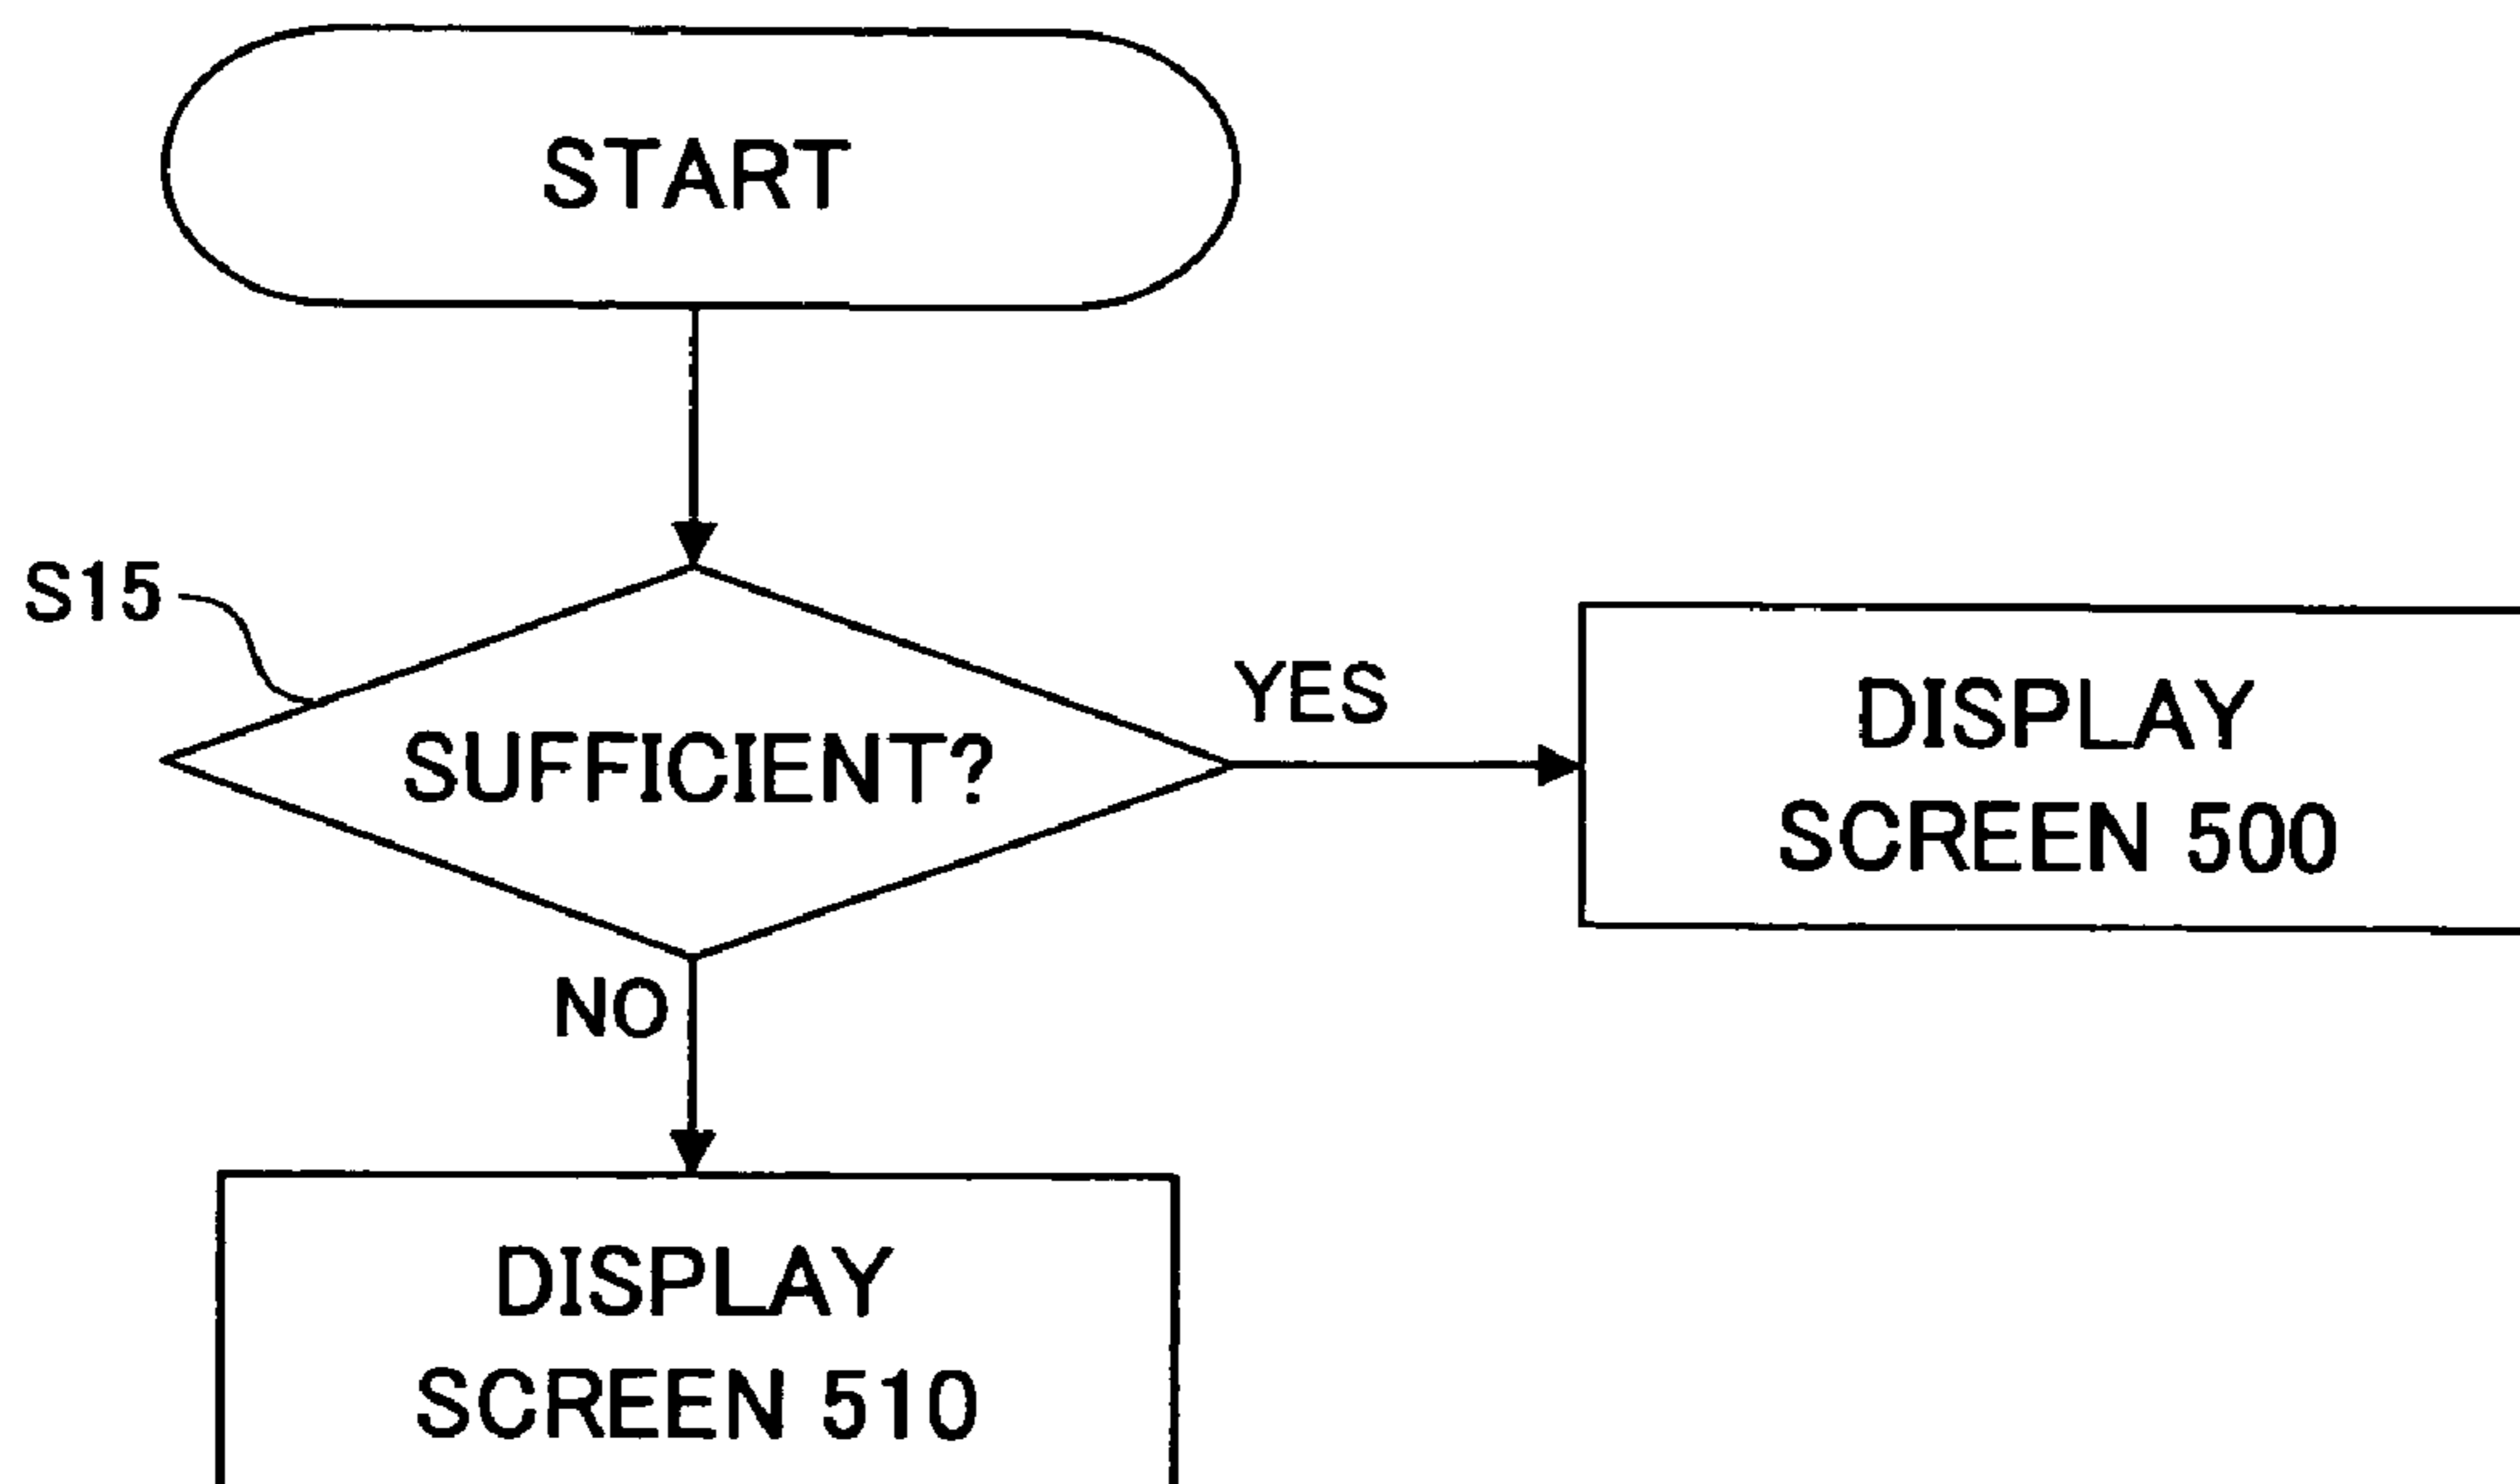 START
S15
SUFFICIENT?
YES
DISPLAY
SCREEN 500
NO
DISPLAY
SCREEN 510